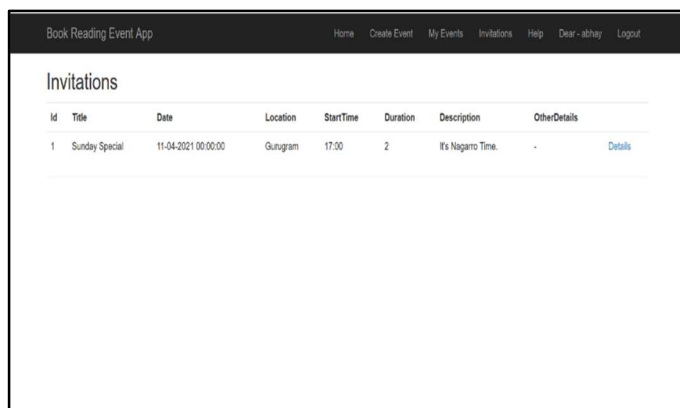 Book Reading Event App Home Create Event My Events Invitations Help Dear - abhay Logout
Invitations
Id Title Date Location StartTime Duration Description OtherDetails
1 Sunday Special 11-04-2021 00:00:00 Gurugram 17:00 2 It's Nagarro Time. - Details